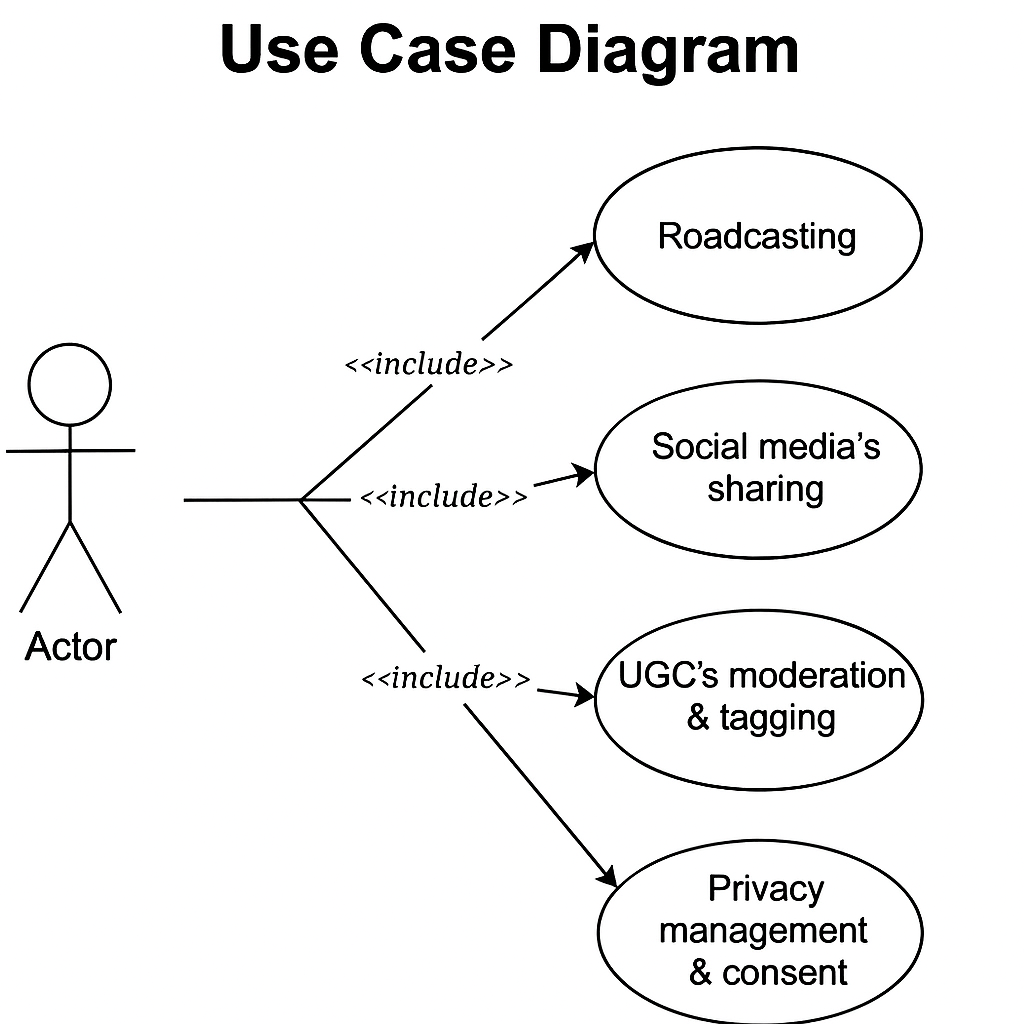 Use Case Diagram
Roadcasting
<<include>>
Social media’s
sharing
<<include>>
UGC’s moderation
& tagging
<<include>>
Actor
Privacy
management
& consent